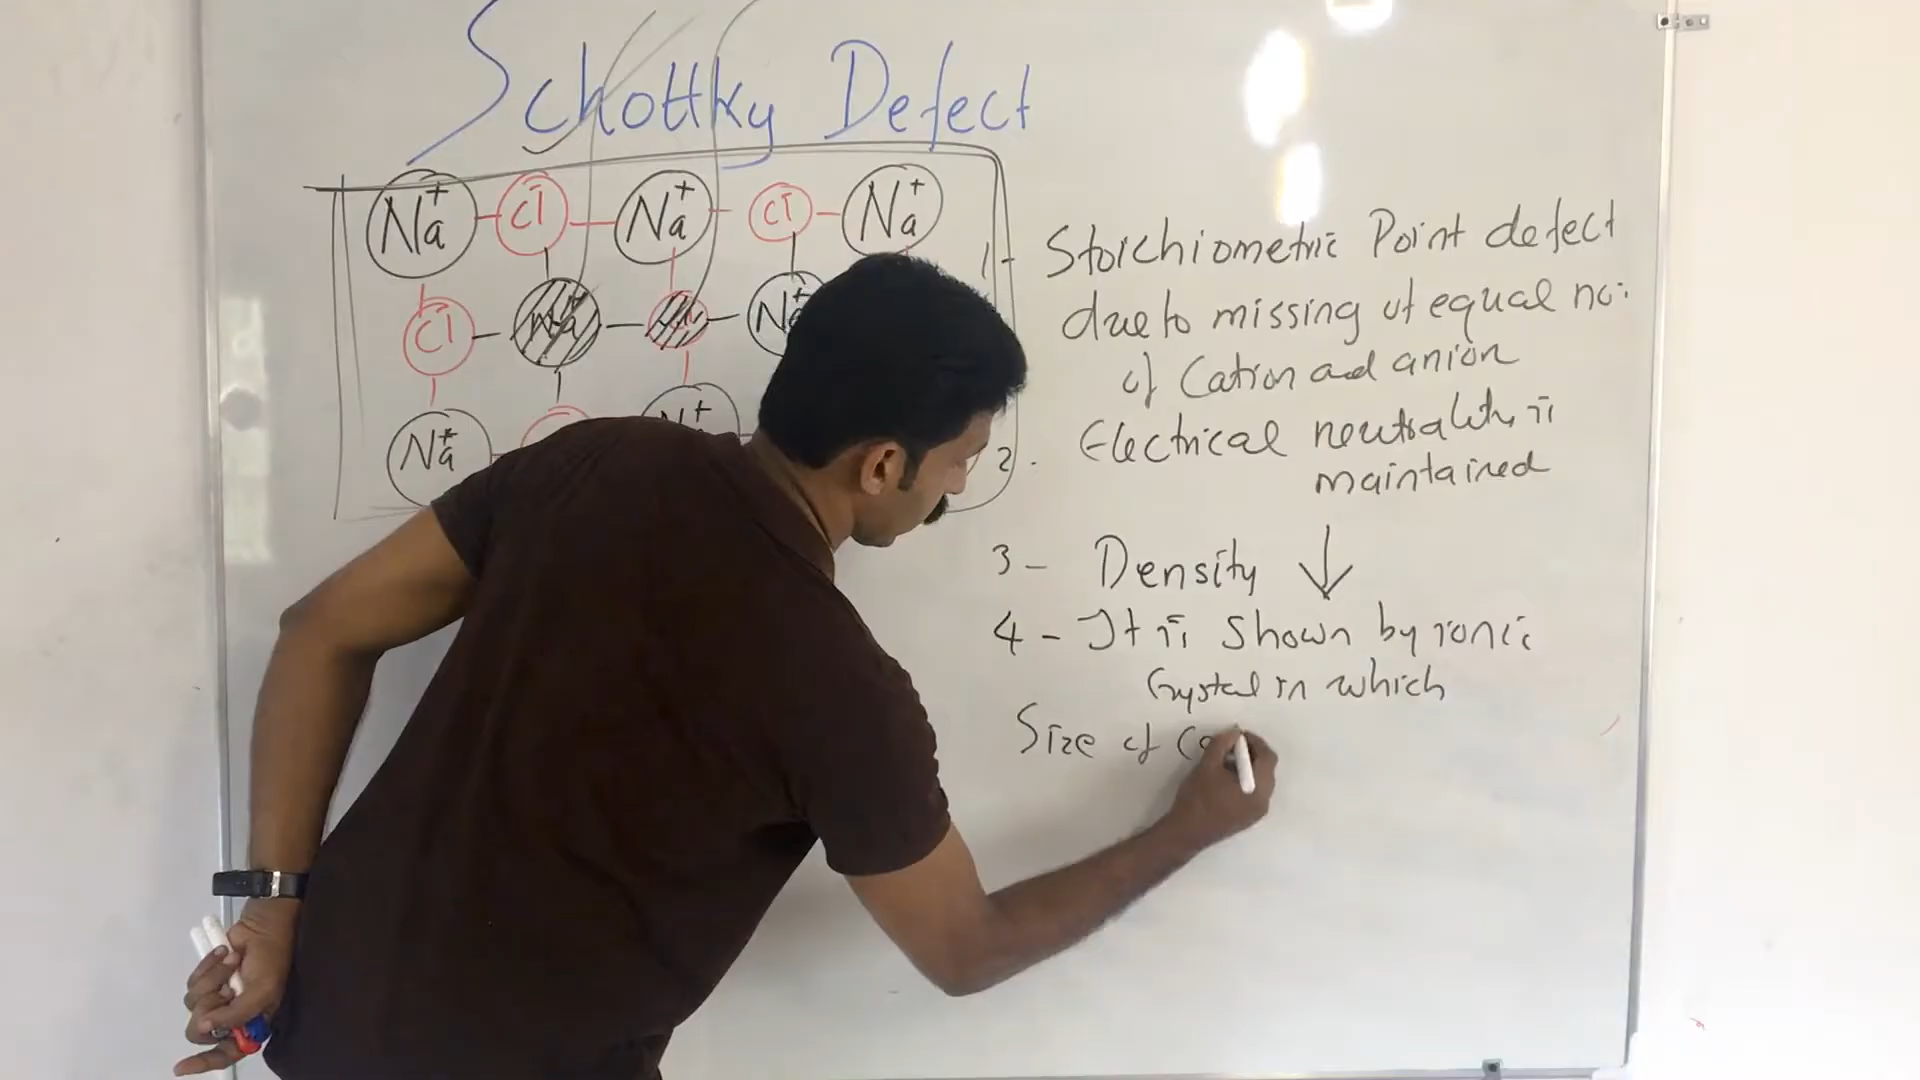 Schottky Defect
Na+ Cl- Na+ Cl- Na+
Cl- Na+
Na+
1- Stoichiometric Point defect
due to missing of equal no:
of Cation and anion
2. Electrical neutrality is
maintained
3- Density ↓
4- It is shown by ionic
Crystal in which
Size of